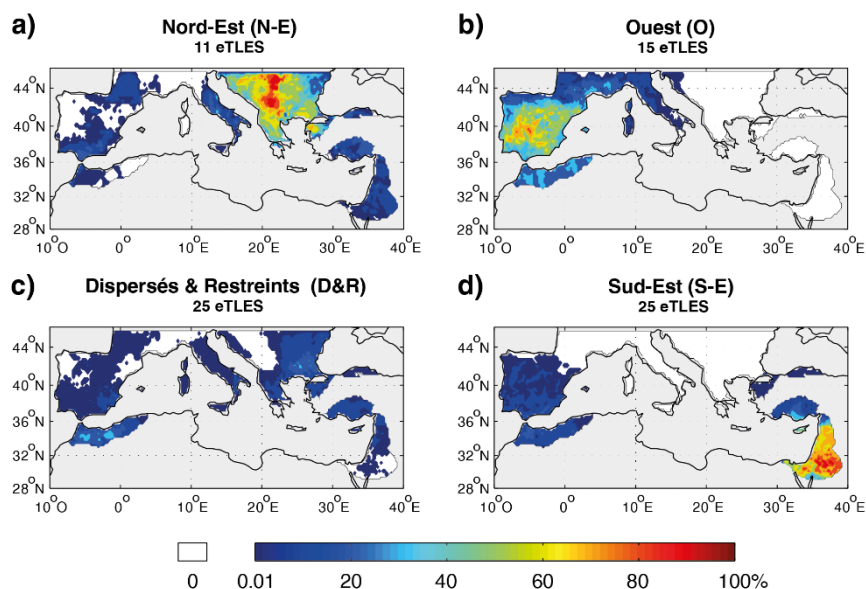 a) Nord-Est (N-E)
11 eTLES
b) Ouest (O)
15 eTLES
44°N
40°N
36°N
32°N
28°N
10°O 0° 10°E 20°E 30°E 40°E
44°N
40°N
36°N
32°N
28°N
10°O 0° 10°E 20°E 30°E 40°E
c) Dispersés & Restreints (D&R)
25 eTLES
d) Sud-Est (S-E)
25 eTLES
44°N
40°N
36°N
32°N
28°N
10°O 0° 10°E 20°E 30°E 40°E
44°N
40°N
36°N
32°N
28°N
10°O 0° 10°E 20°E 30°E 40°E
0 0.01 20 40 60 80 100%